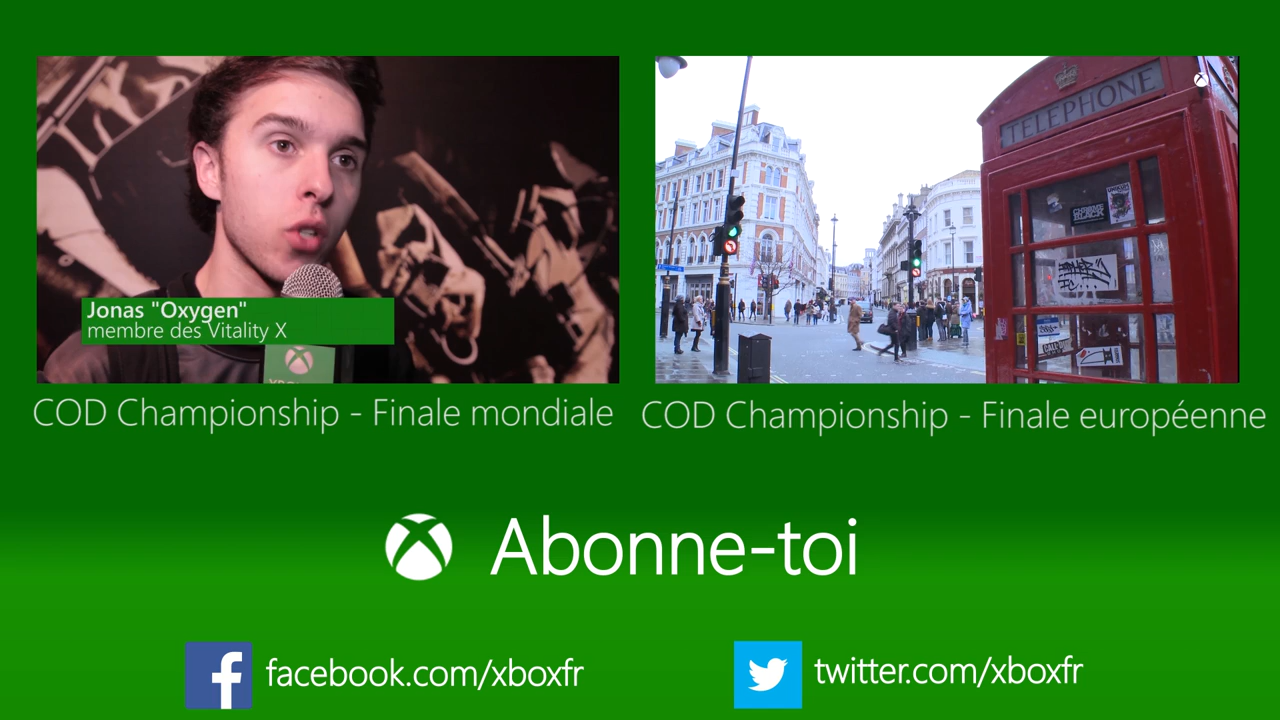 TELEPHONE
Jonas "Oxygen"
membre des Vitality X
COD Championship - Finale mondiale
COD Championship - Finale européenne
Abonne-toi
facebook.com/xboxfr
twitter.com/xboxfr